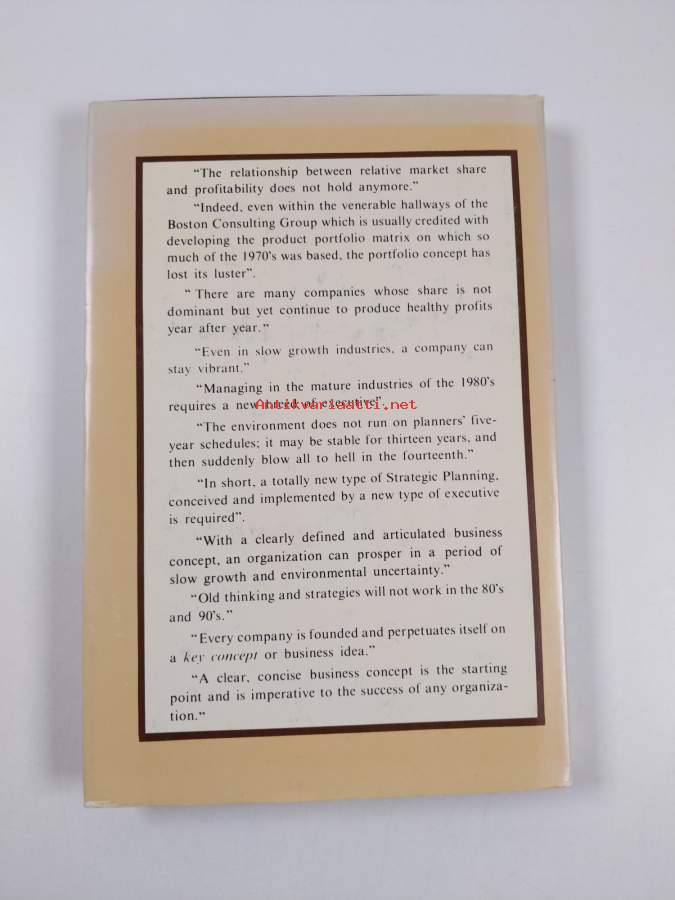 “The relationship between relative market share
and profitability does not hold anymore.”
“Indeed, even within the venerable hallways of the
Boston Consulting Group which is usually credited with
developing the product portfolio matrix on which so
much of the 1970's was based, the portfolio concept has
lost its luster”.
“ There are many companies whose share is not
dominant but yet continue to produce healthy profits
year after year.”
“Even in slow growth industries, a company can
stay vibrant.”
“Managing in the mature industries of the 1980's
requires a new breed of executive”.
Antikvariaatti.net
“The environment does not run on planners' five-
year schedules; it may be stable for thirteen years, and
then suddenly blow all to hell in the fourteenth.”
“In short, a totally new type of Strategic Planning,
conceived and implemented by a new type of executive
is required”.
“With a clearly defined and articulated business
concept, an organization can prosper in a period of
slow growth and environmental uncertainty.”
“Old thinking and strategies will not work in the 80's
and 90's.”
“Every company is founded and perpetuates itself on
a key concept or business idea.”
“A clear, concise business concept is the starting
point and is imperative to the success of any organiza-
tion.”